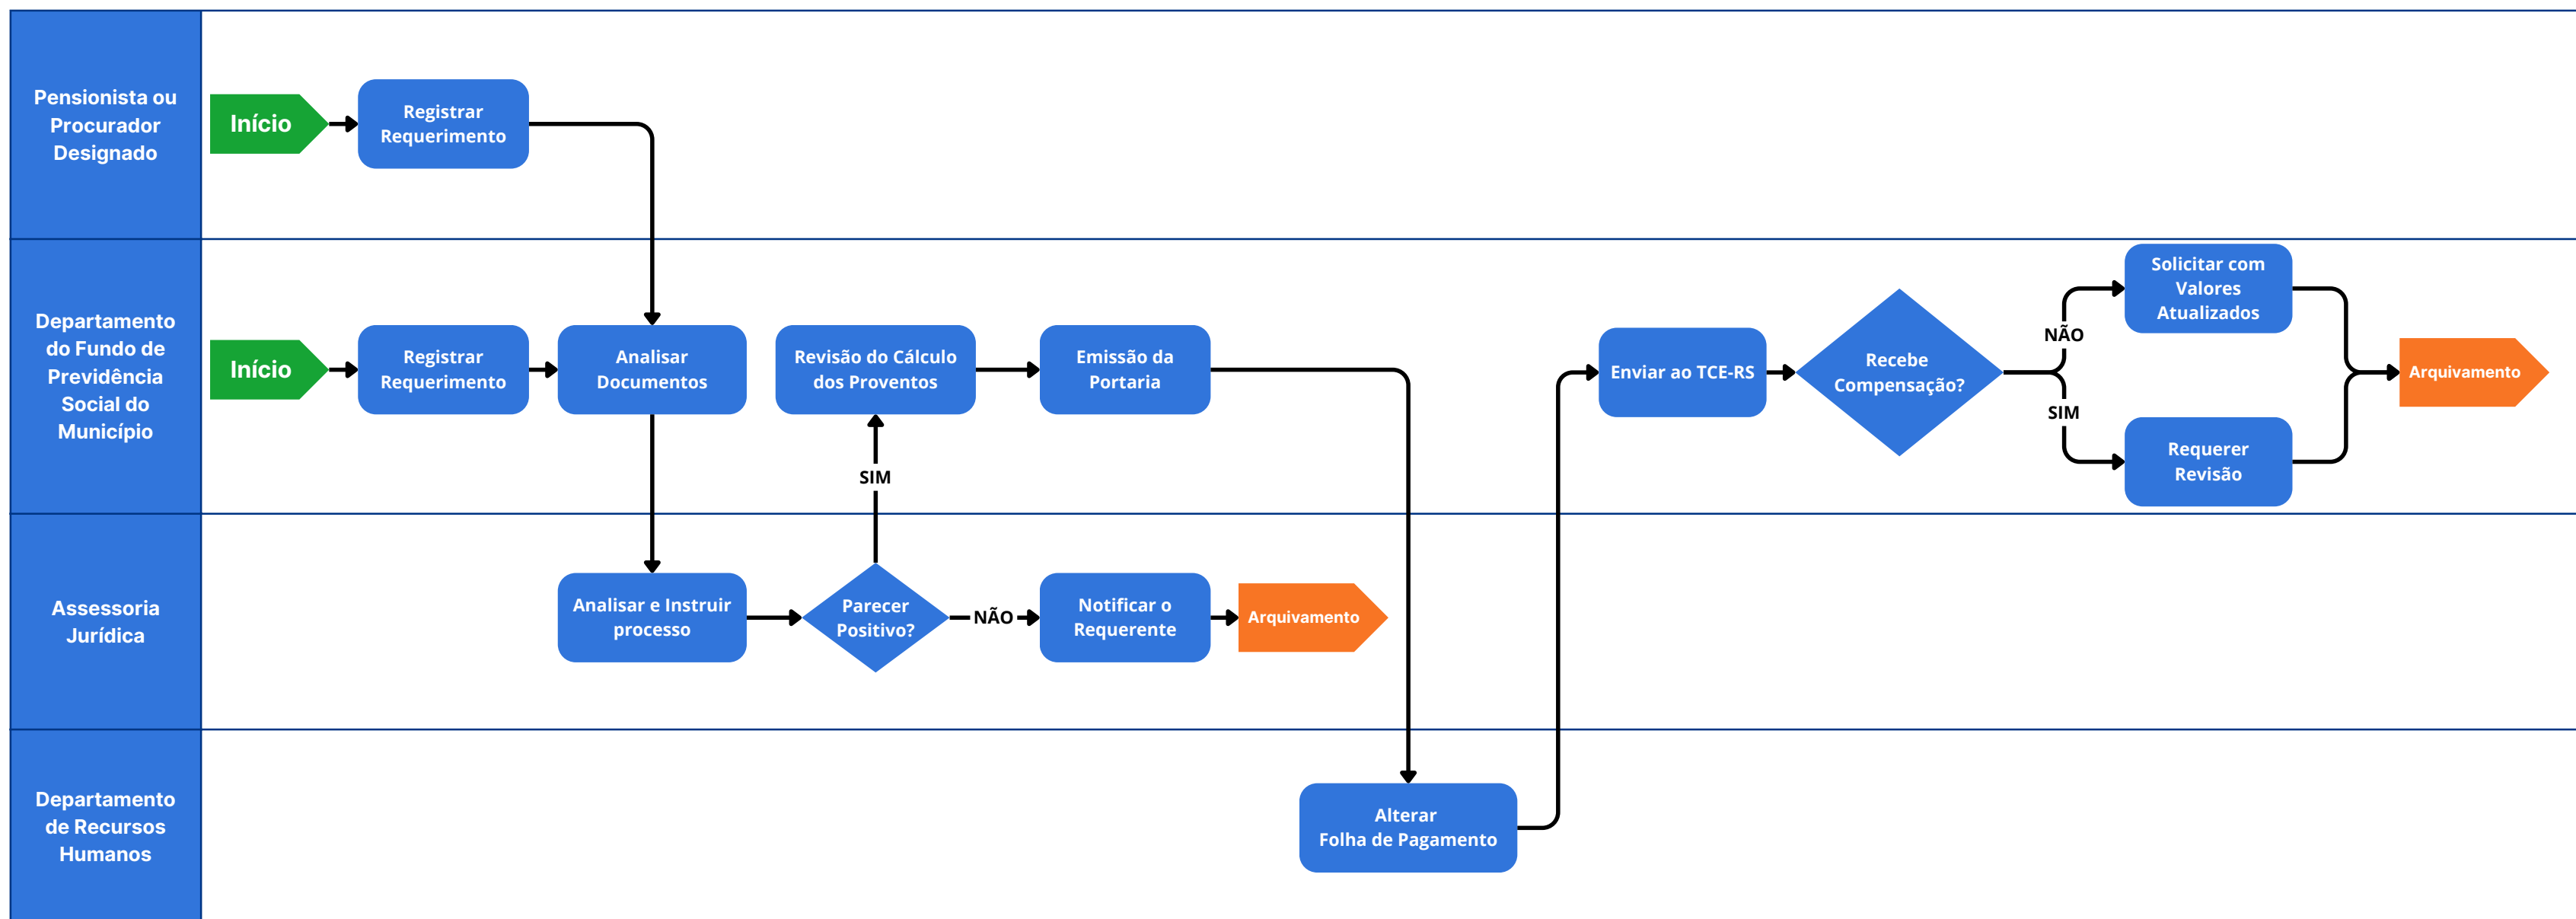 Pensionista ou
Procurador
Designado
Início
Registrar
Requerimento
Departamento
do Fundo de
Previdência
Social do
Município
Início
Registrar
Requerimento
Analisar
Documentos
Revisão do Cálculo
dos Proventos
Emissão da
Portaria
Enviar ao TCE-RS
Recebe
Compensação?
NÃO
SIM
Solicitar com
Valores
Atualizados
Requerer
Revisão
Arquivamento
SIM
Assessoria
Jurídica
Analisar e Instruir
processo
Parecer
Positivo?
NÃO
Notificar o
Requerente
Arquivamento
Departamento
de Recursos
Humanos
Alterar
Folha de Pagamento